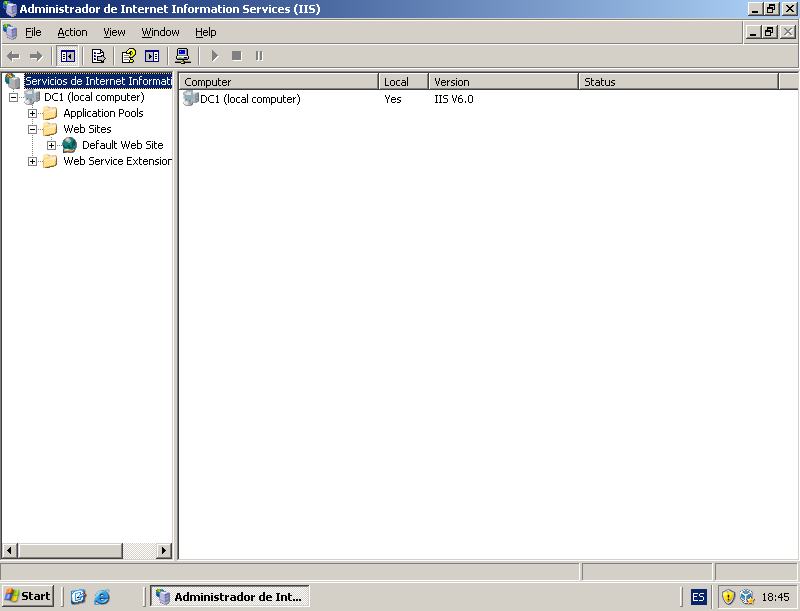 Administrador de Internet Information Services (IIS)
File Action View Window Help
Servicios de Internet Informat
DC1 (local computer)
Application Pools
Web Sites
Default Web Site
Web Service Extension
Computer Local Version Status
DC1 (local computer) Yes IIS V6.0
Start Administrador de Int... ES 18:45